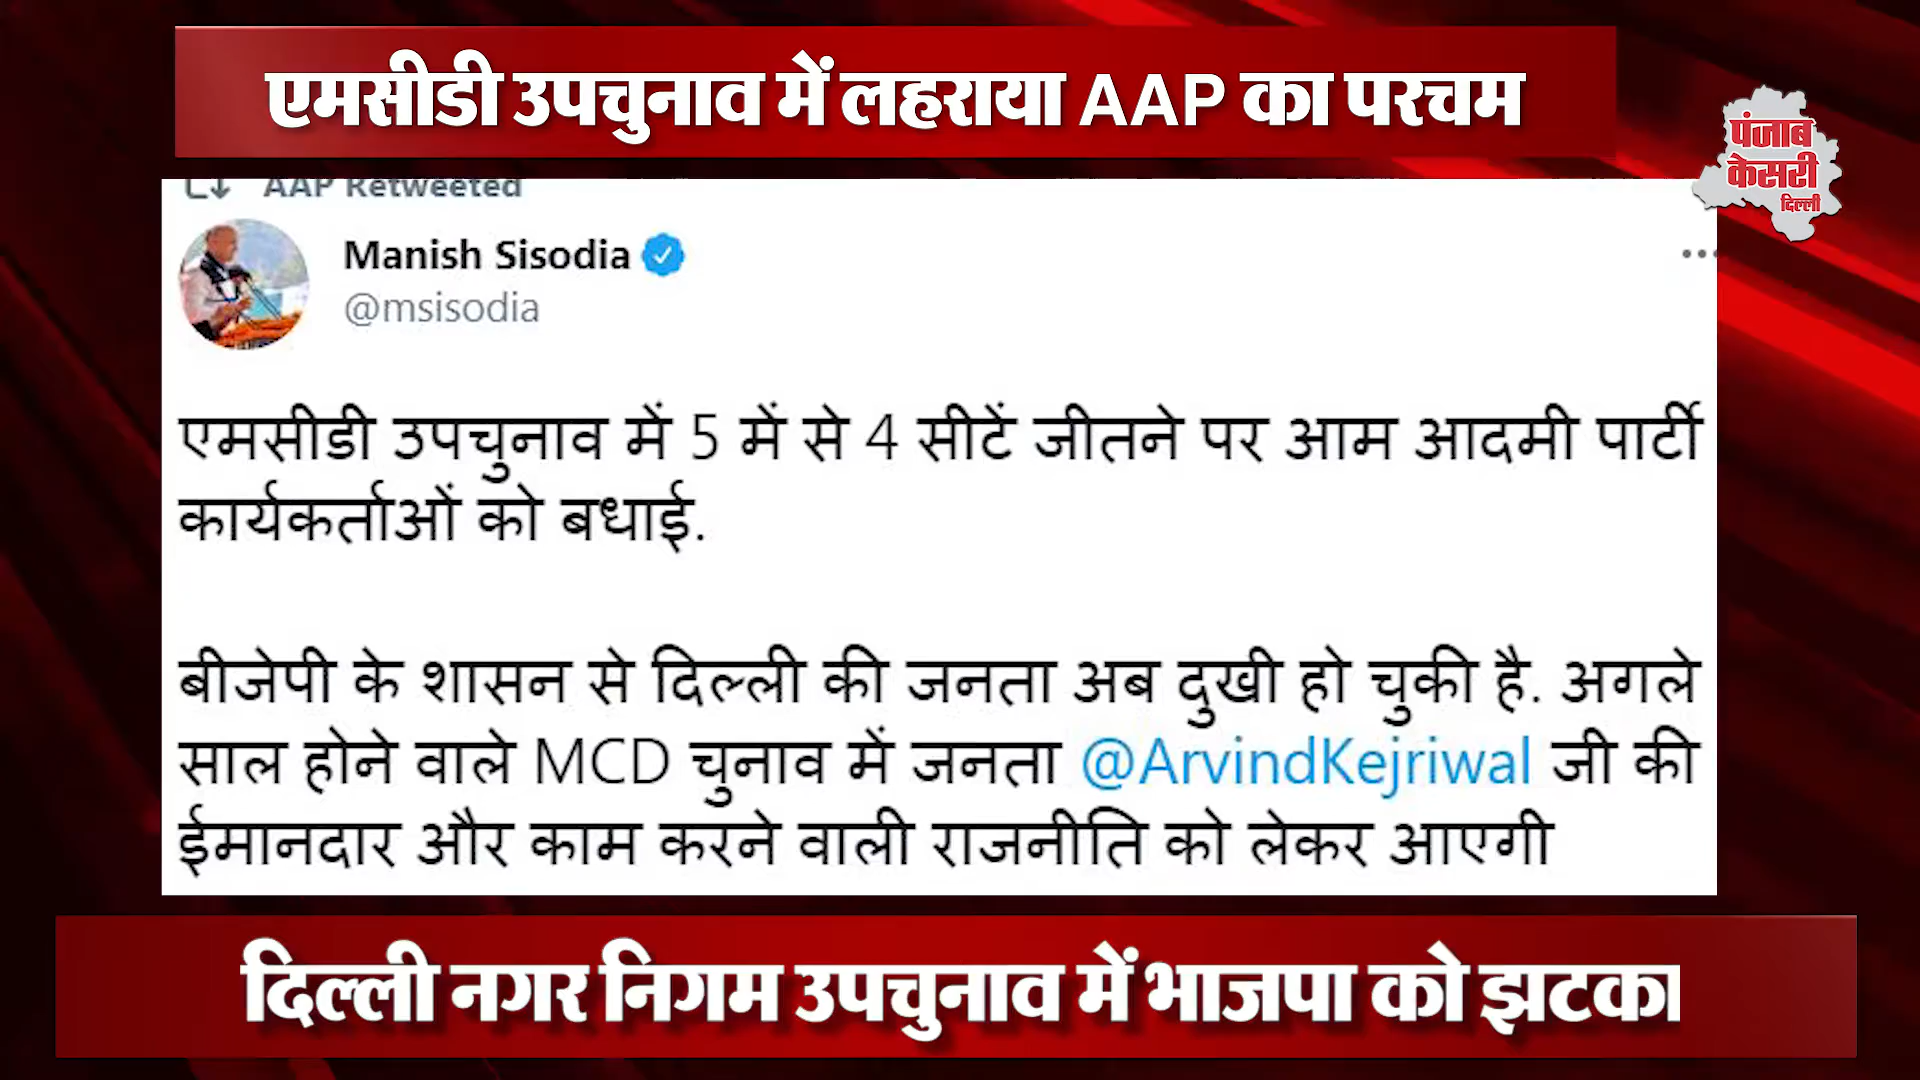 एमसीडी उपचुनाव में लहराया AAP का परचम
पंजाब
केसरी
दिल्ली
AAP Retweeted
Manish Sisodia
@msisodia
एमसीडी उपचुनाव में 5 में से 4 सीटें जीतने पर आम आदमी पार्टी
कार्यकर्ताओं को बधाई.
बीजेपी के शासन से दिल्ली की जनता अब दुखी हो चुकी है. अगले
साल होने वाले MCD चुनाव में जनता @ArvindKejriwal जी की
ईमानदार और काम करने वाली राजनीति को लेकर आएगी
दिल्ली नगर निगम उपचुनाव में भाजपा को झटका